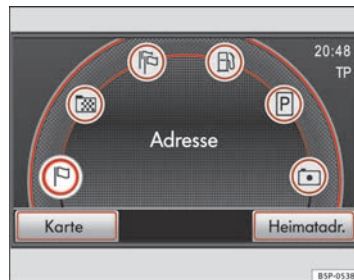 20:48
TP
P
Adresse
Karte
Heimatadr.
B5P-0538